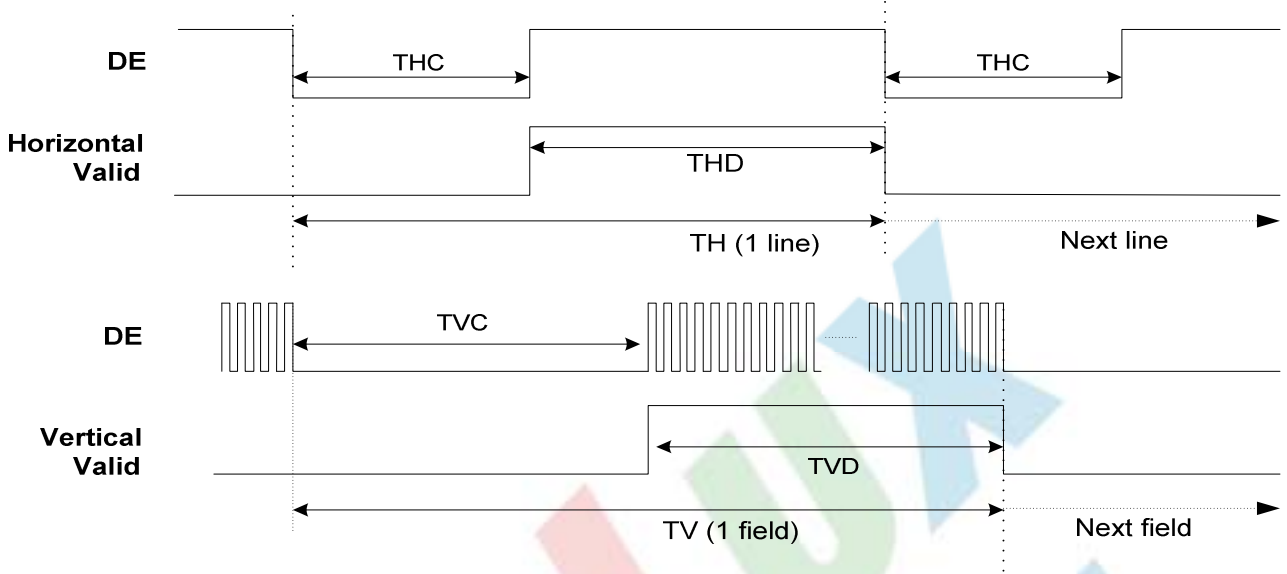 DE
THC
THC
Horizontal
Valid
THD
TH (1 line)
Next line
DE
TVC
Vertical
Valid
TVD
TV (1 field)
Next field